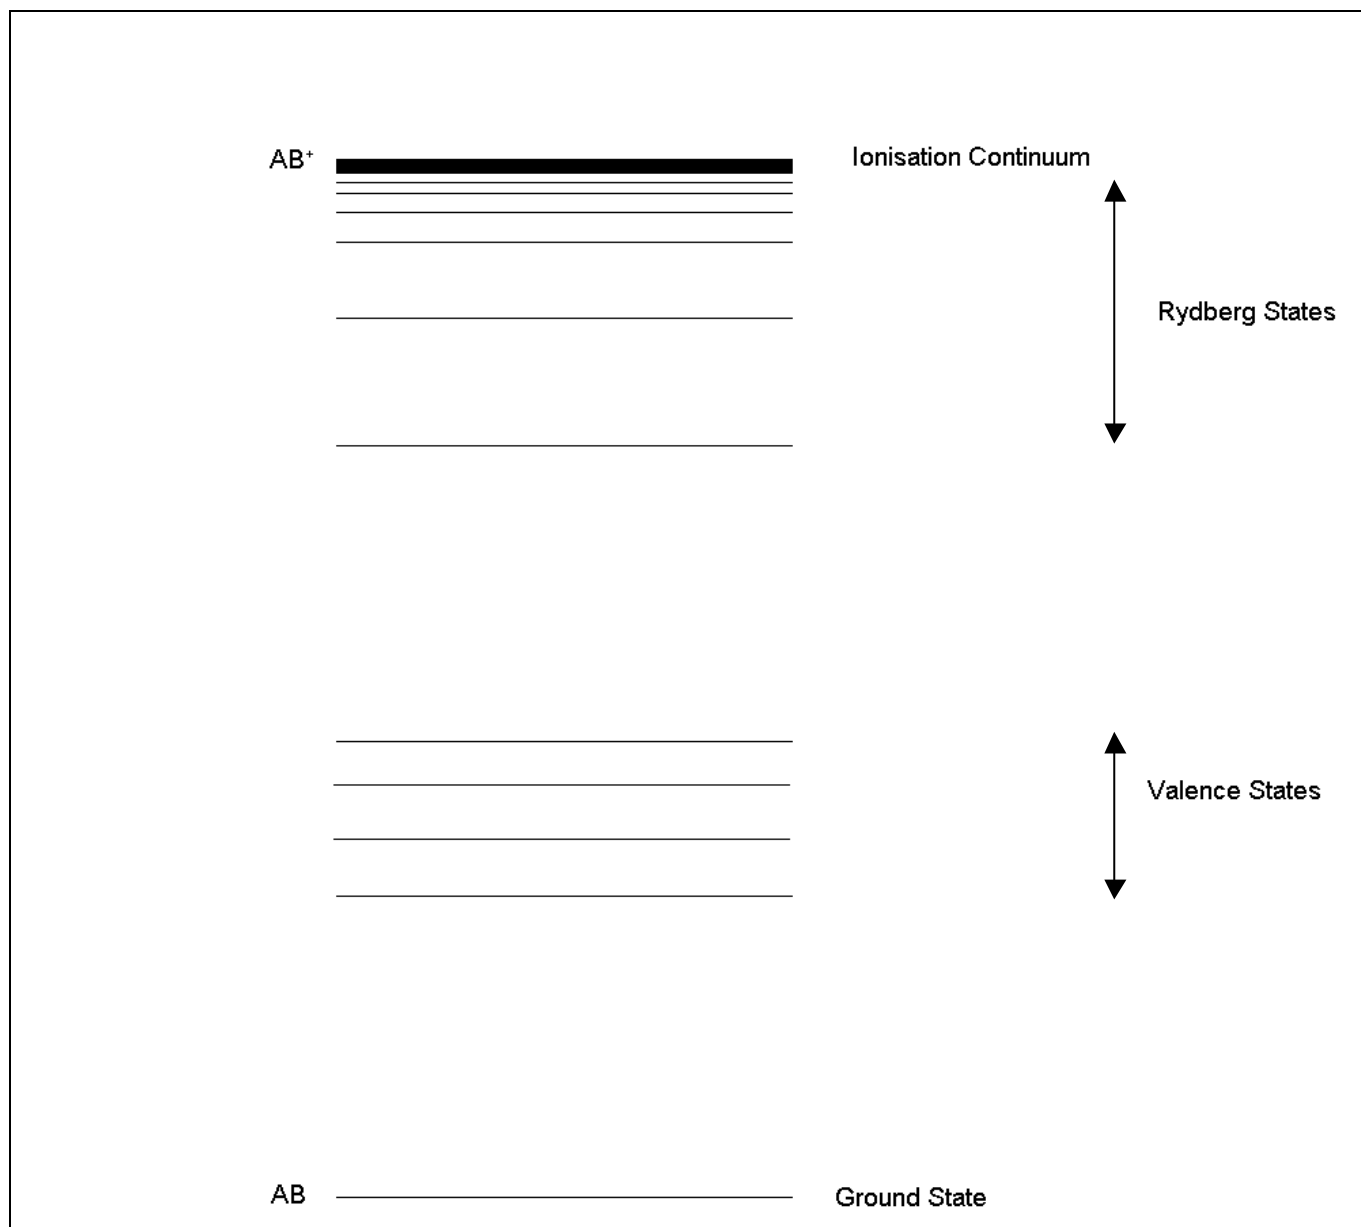 AB⁺
Ionisation Continuum
Rydberg States
Valence States
AB
Ground State